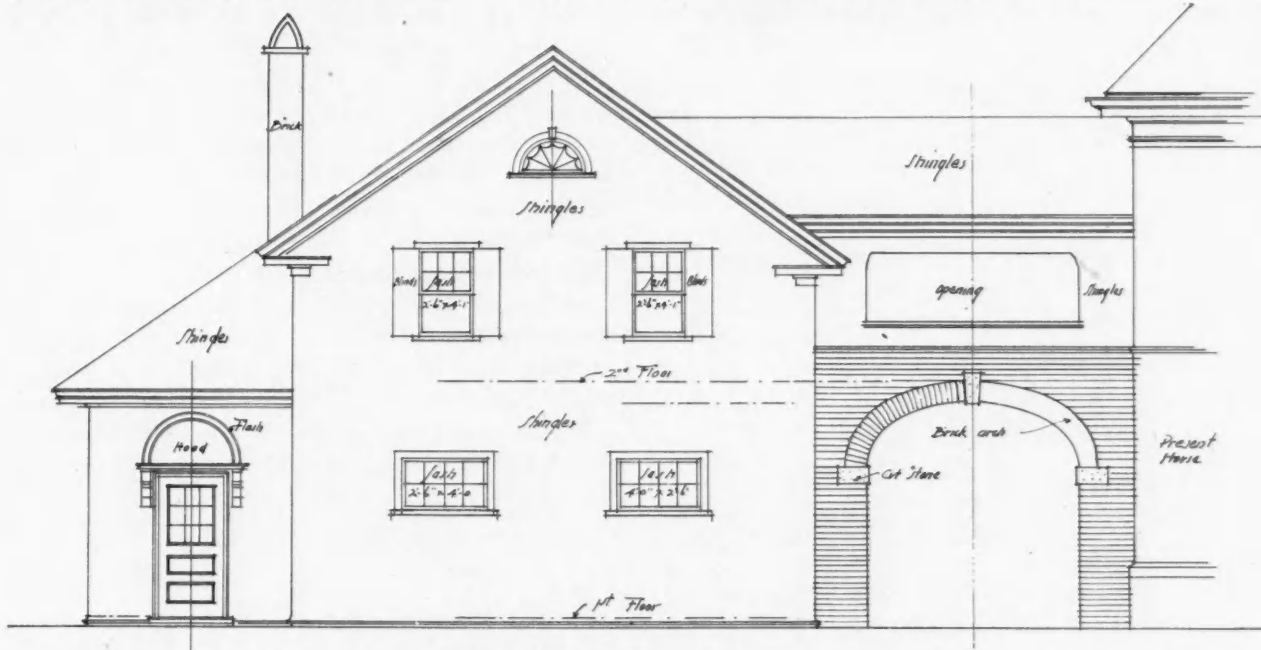 Brick
Shingles
Shingles
Blinds
Sash
2'-6" x 4'-1"
Sash
2'-6" x 4'-1"
Blinds
Opening
Shingles
Shingles
2nd Floor
Shingles
Flash
Hood
Brick arch
Present
House
Sash
2'-6" x 4'-0
Sash
4'-0" x 2'-6"
Cut Stone
1st Floor